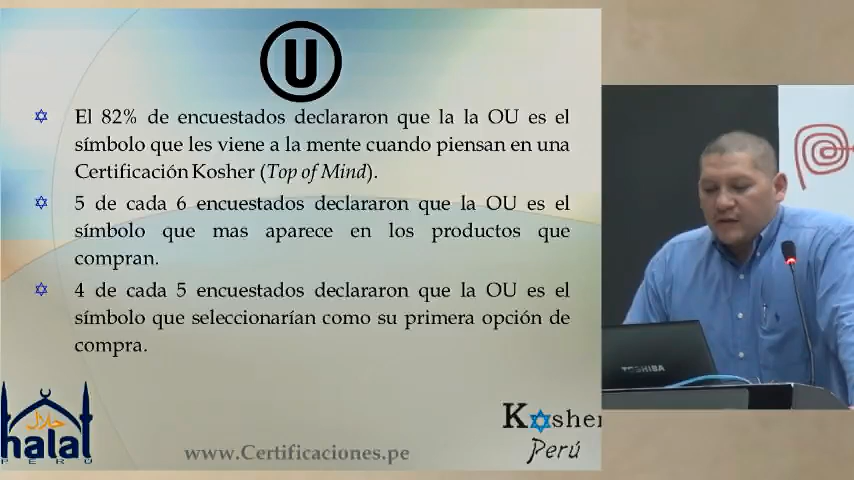 U
El 82% de encuestados declararon que la la OU es el
símbolo que les viene a la mente cuando piensan en una
Certificación Kosher (Top of Mind).
5 de cada 6 encuestados declararon que la OU es el
símbolo que mas aparece en los productos que
compran.
4 de cada 5 encuestados declararon que la OU es el
símbolo que seleccionarían como su primera opción de
compra.
حلال
halal
PERU
www.Certificaciones.pe
Kosher
Perú
TOSHIBA